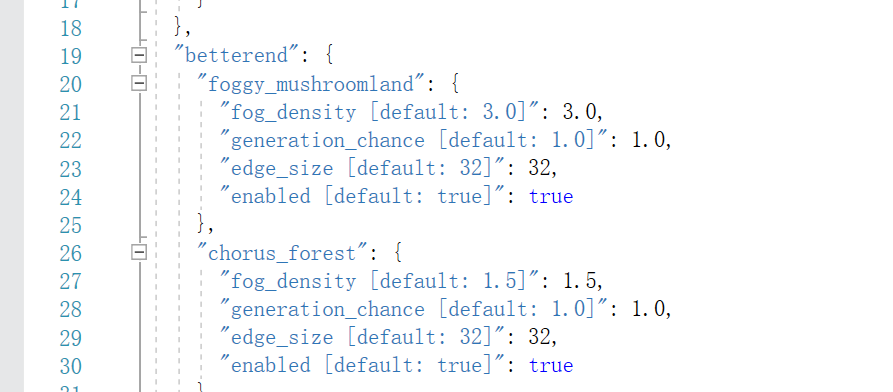 17 }
18 },
19 "betterend": {
20 "foggy_mushroomland": {
21 "fog_density [default: 3.0]": 3.0,
22 "generation_chance [default: 1.0]": 1.0,
23 "edge_size [default: 32]": 32,
24 "enabled [default: true]": true
25 },
26 "chorus_forest": {
27 "fog_density [default: 1.5]": 1.5,
28 "generation_chance [default: 1.0]": 1.0,
29 "edge_size [default: 32]": 32,
30 "enabled [default: true]": true
31 }